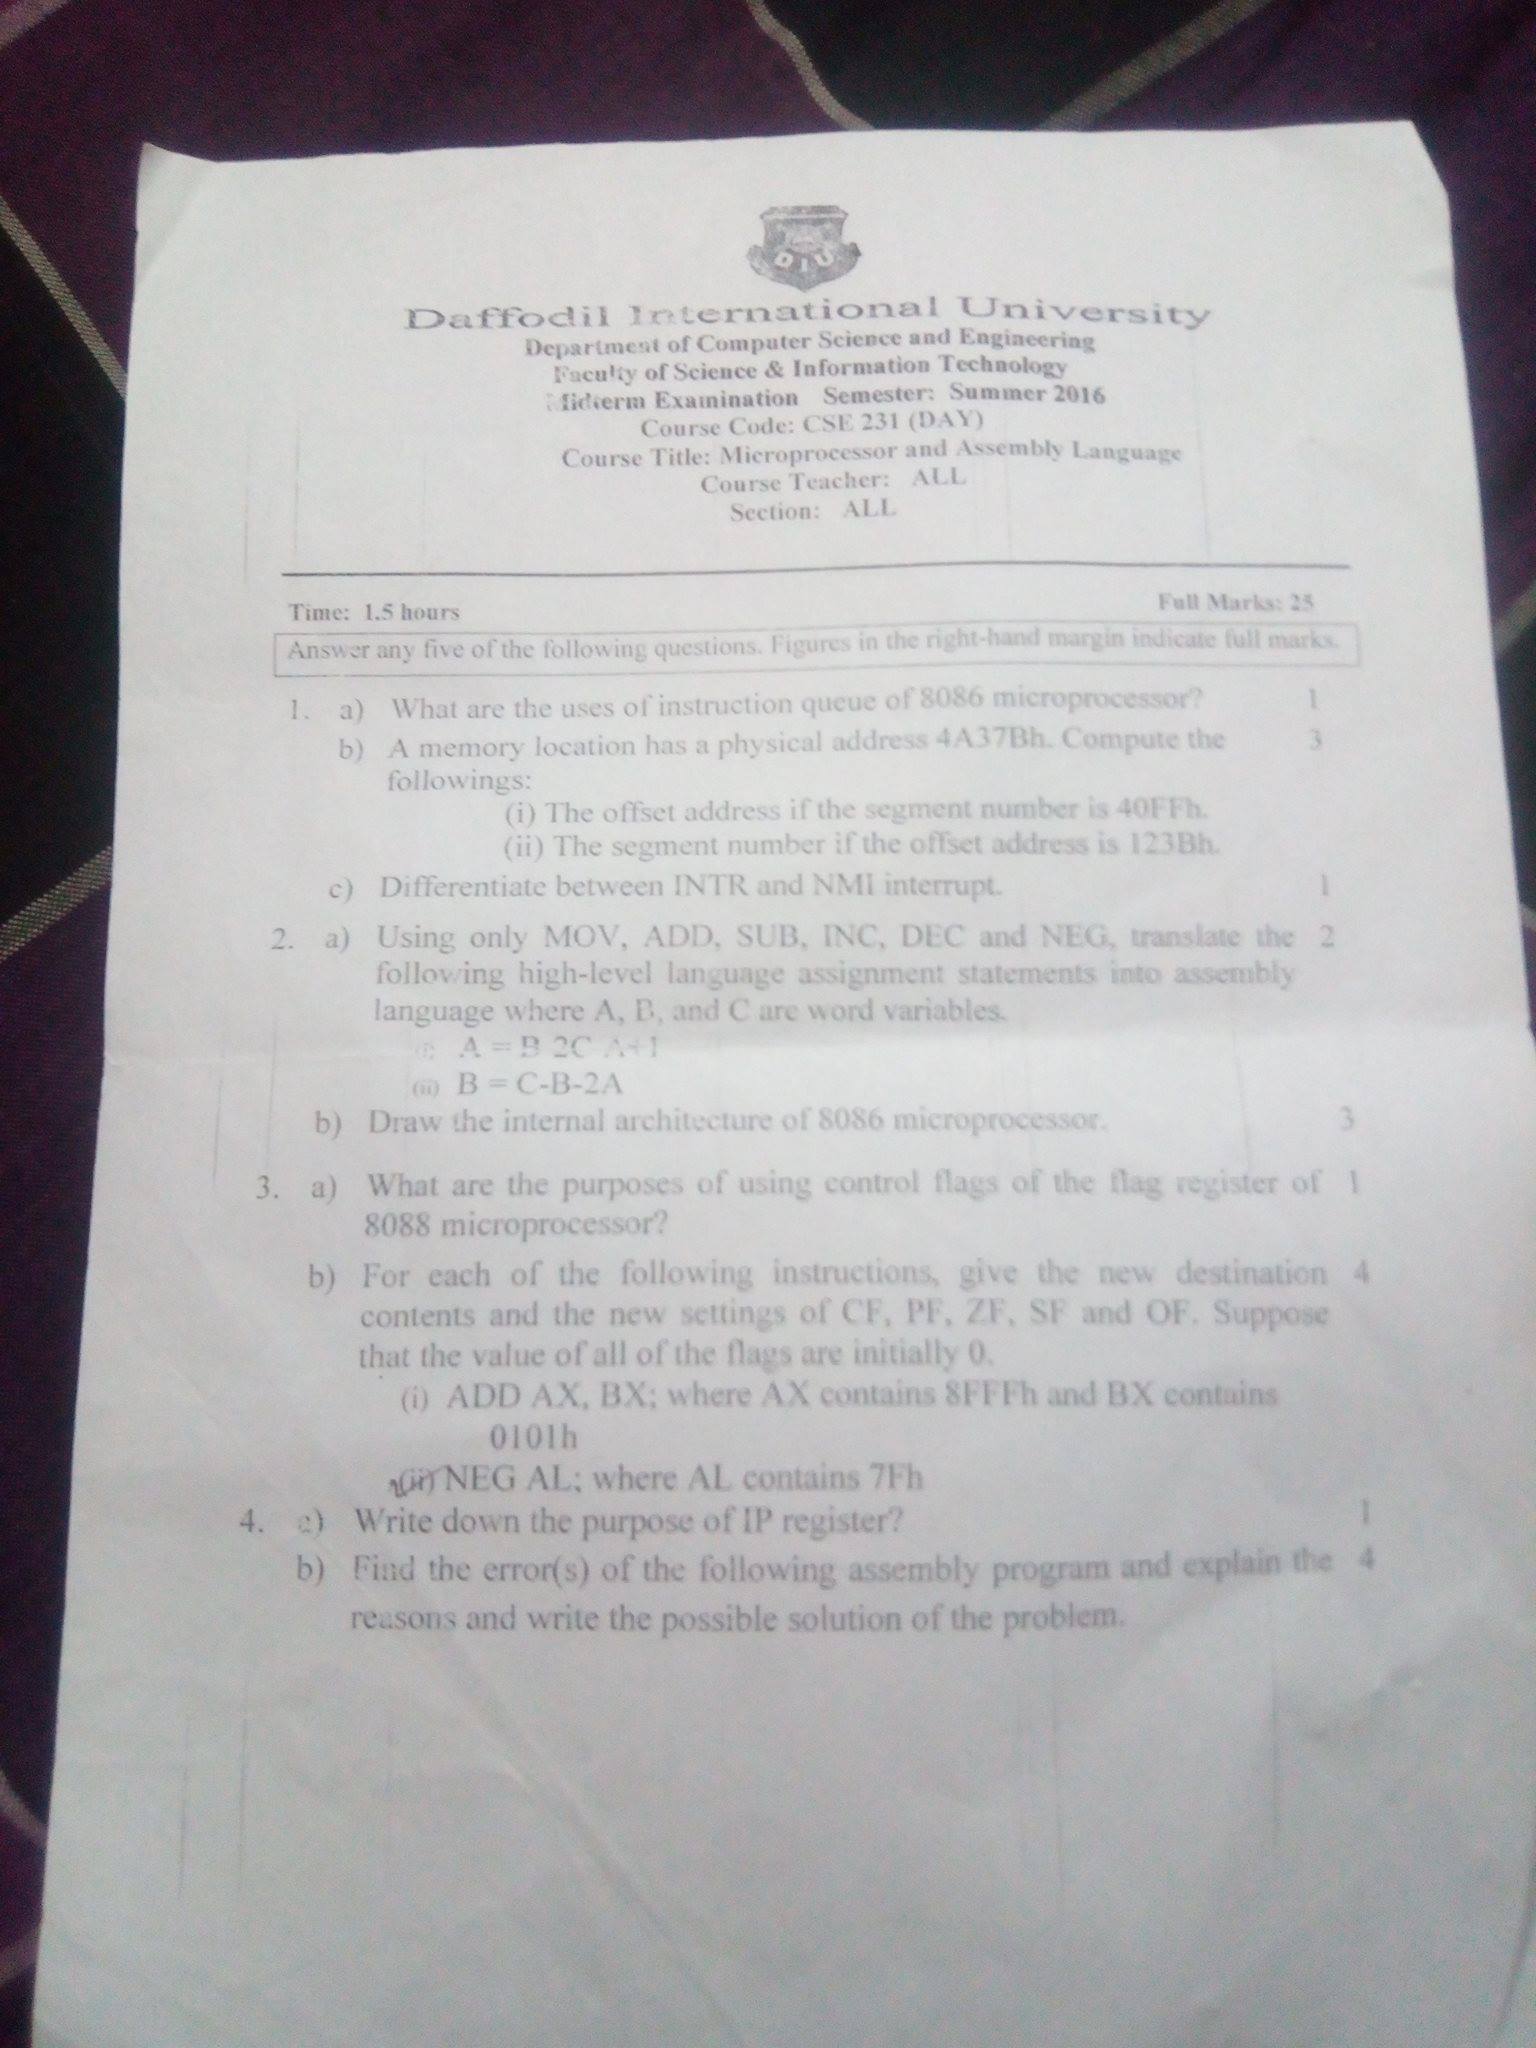 DIU
Daffodil International University
Department of Computer Science and Engineering
Faculty of Science & Information Technology
Midterm Examination Semester: Summer 2016
Course Code: CSE 231 (DAY)
Course Title: Microprocessor and Assembly Language
Course Teacher: ALL
Section: ALL
Time: 1.5 hours Full Marks: 25
Answer any five of the following questions. Figures in the right-hand margin indicate full marks.
1. a) What are the uses of instruction queue of 8086 microprocessor? 1
b) A memory location has a physical address 4A37Bh. Compute the 3
followings:
(i) The offset address if the segment number is 40FFh.
(ii) The segment number if the offset address is 123Bh.
c) Differentiate between INTR and NMI interrupt. 1
2. a) Using only MOV, ADD, SUB, INC, DEC and NEG, translate the 2
following high-level language assignment statements into assembly
language where A, B, and C are word variables.
(i) A = B 2C A+1
(ii) B = C-B-2A
b) Draw the internal architecture of 8086 microprocessor. 3
3. a) What are the purposes of using control flags of the flag register of 1
8088 microprocessor?
b) For each of the following instructions, give the new destination 4
contents and the new settings of CF, PF, ZF, SF and OF. Suppose
that the value of all of the flags are initially 0.
(i) ADD AX, BX; where AX contains 8FFFh and BX contains
0101h
(ii) NEG AL; where AL contains 7Fh
4. a) Write down the purpose of IP register? 1
b) Find the error(s) of the following assembly program and explain the 4
reasons and write the possible solution of the problem.